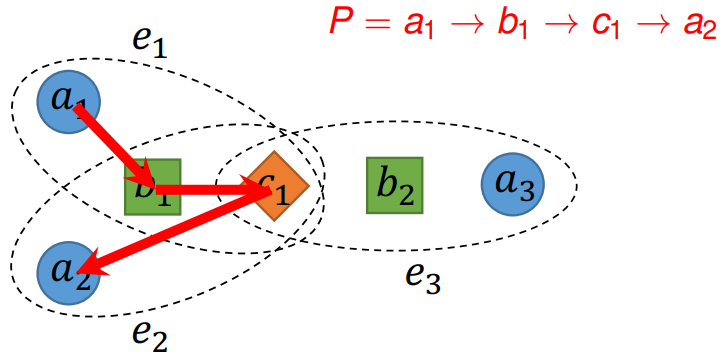 P = a₁ → b₁ → c₁ → a₂
e₁
a₁
b₁
c₁
b₂
a₃
a₂
e₃
e₂